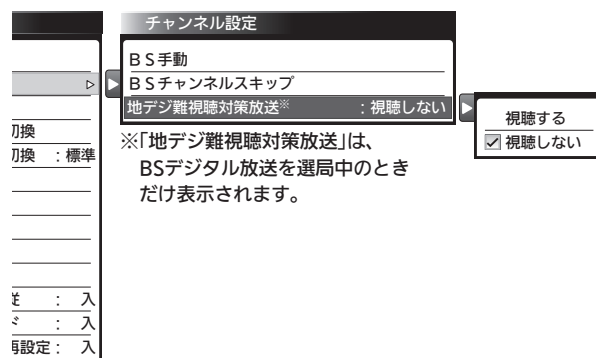 チャンネル設定
BS手動
BSチャンネルスキップ
地デジ難視聴対策放送※ :視聴しない
視聴する
視聴しない
※「地デジ難視聴対策放送」は、
BSデジタル放送を選局中のとき
だけ表示されます。
切換
切換 :標準
: 入
ド : 入
再設定: 入